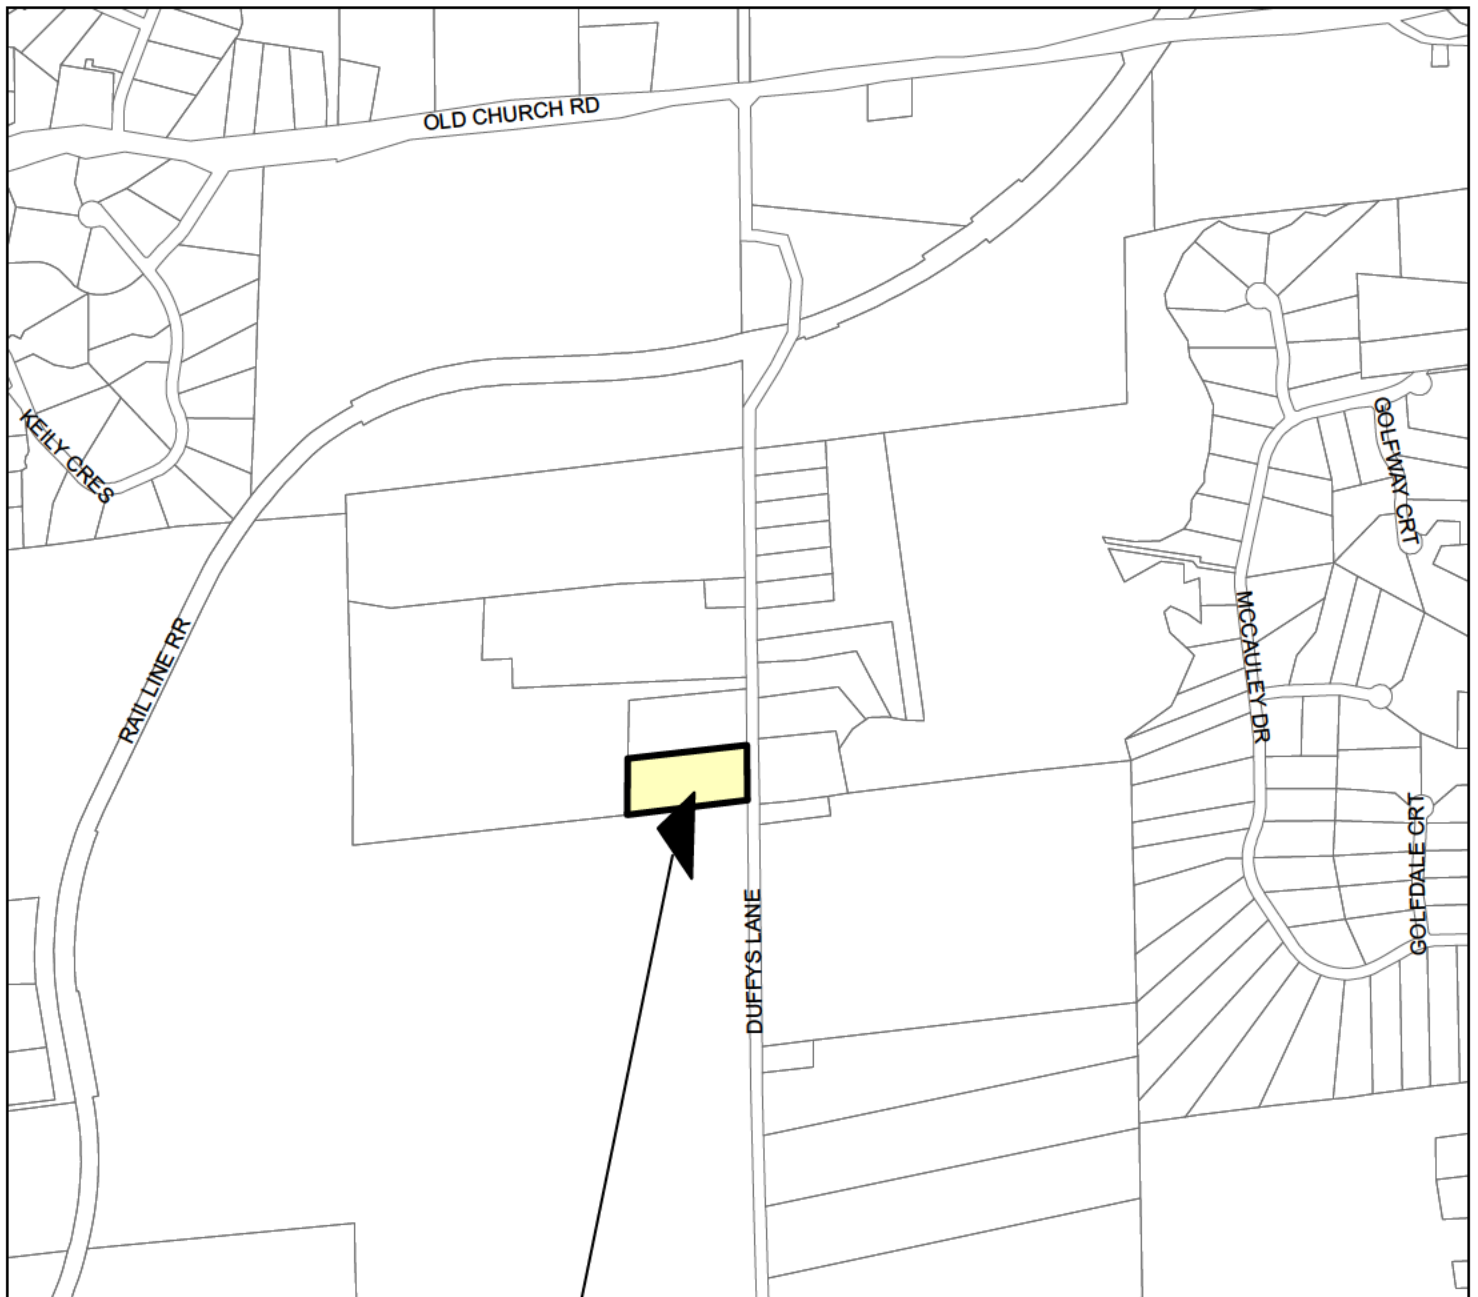 OLD CHURCH RD
KEILY CRES
GOLFWAY CRT
RAIL LINE RR
MCCAULEY DR
GOLFDALE CRT
DUFFYS LANE